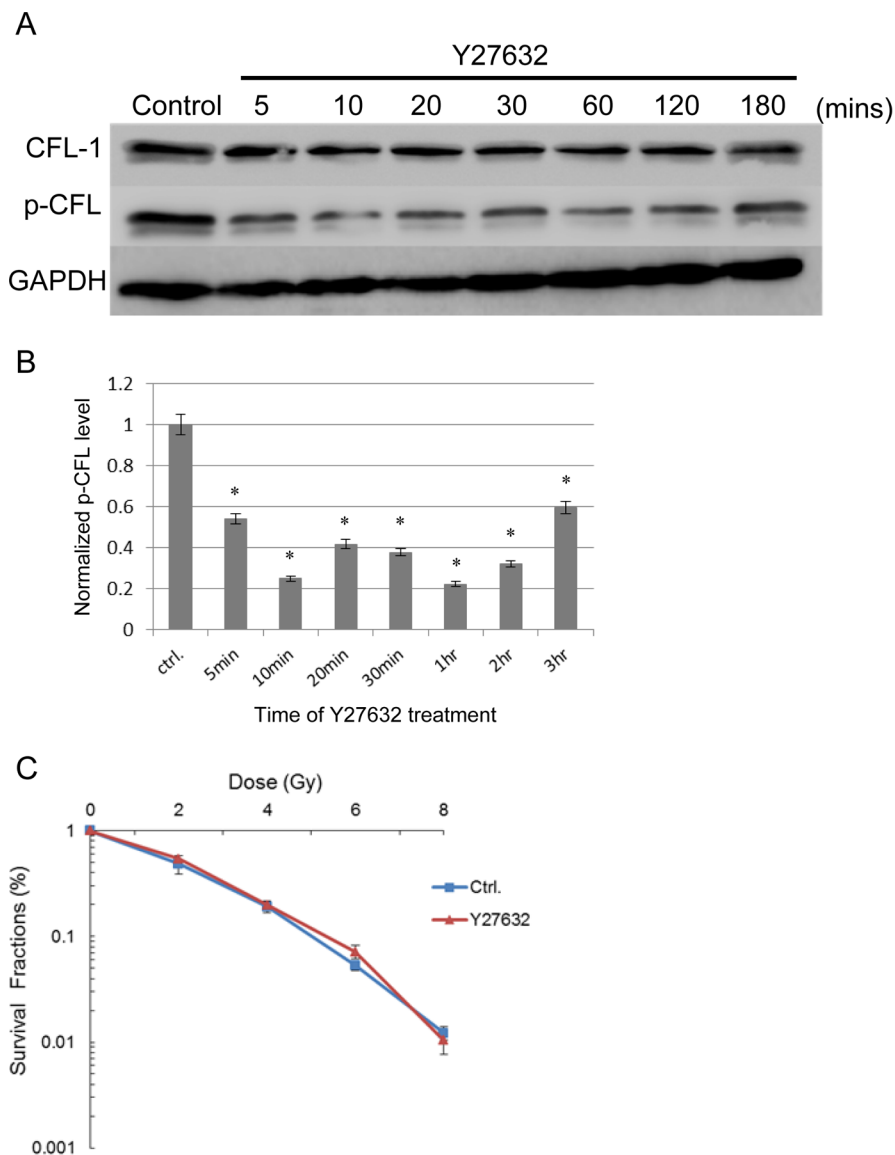 A
Y27632
Control 5 10 20 30 60 120 180 (mins)
CFL-1
p-CFL
GAPDH
B
Normalized p-CFL level
1.2
1
0.8
0.6
0.4
0.2
0
* * * * * * *
ctrl. 5min 10min 20min 30min 1hr 2hr 3hr
Time of Y27632 treatment
C
Dose (Gy)
0 2 4 6 8
Survival Fractions (%)
1
0.1
0.01
0.001
Ctrl.
Y27632